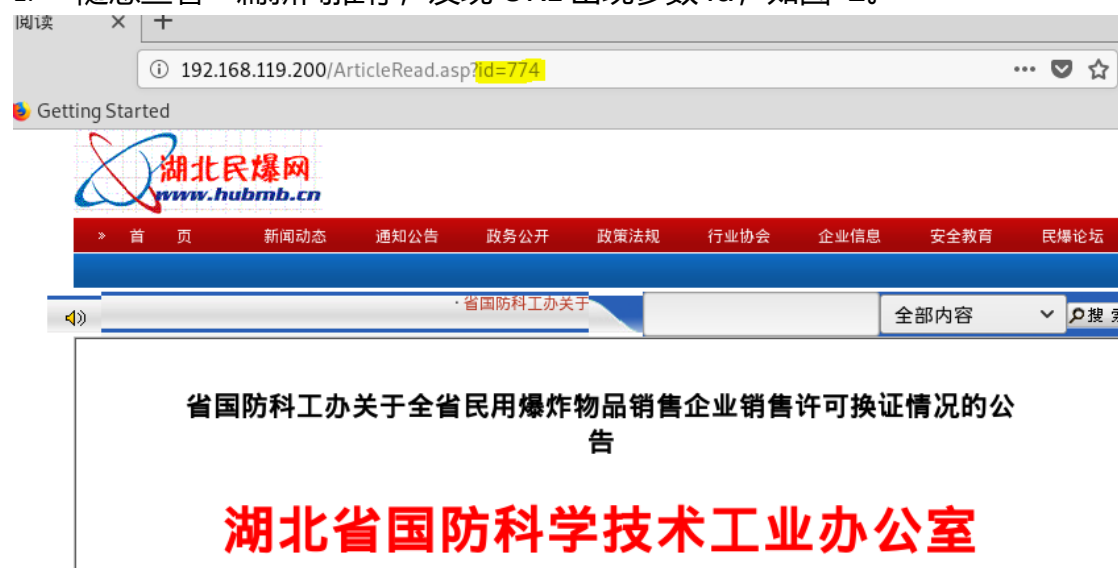 阅读 × +
192.168.119.200/ArticleRead.asp?id=774 •••
Getting Started
湖北民爆网
www.hubmb.cn
» 首 页 新闻动态 通知公告 政务公开 政策法规 行业协会 企业信息 安全教育 民爆论坛
·省国防科工办关于 全部内容 搜
省国防科工办关于全省民用爆炸物品销售企业销售许可换证情况的公
告
湖北省国防科学技术工业办公室